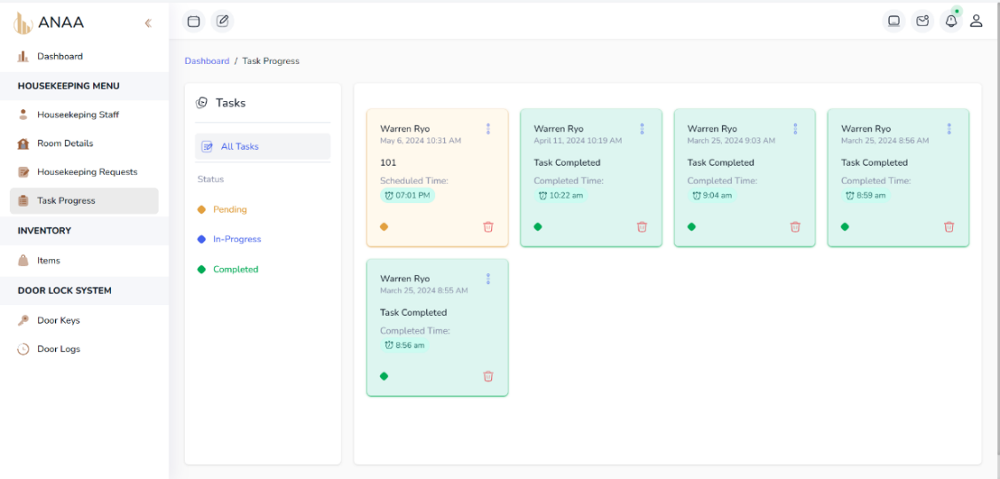 ANAA
Dashboard
HOUSEKEEPING MENU
Houseekeping Staff
Room Details
Housekeeping Requests
Task Progress
INVENTORY
Items
DOOR LOCK SYSTEM
Door Keys
Door Logs
Dashboard / Task Progress
Tasks
All Tasks
Status
Pending
In-Progress
Completed
Warren Ryo
May 6, 2024 10:31 AM
101
Scheduled Time:
07:01 PM
Warren Ryo
April 11, 2024 10:19 AM
Task Completed
Completed Time:
10:22 am
Warren Ryo
March 25, 2024 9:03 AM
Task Completed
Completed Time:
9:04 am
Warren Ryo
March 25, 2024 8:56 AM
Task Completed
Completed Time:
8:59 am
Warren Ryo
March 25, 2024 8:55 AM
Task Completed
Completed Time:
8:56 am